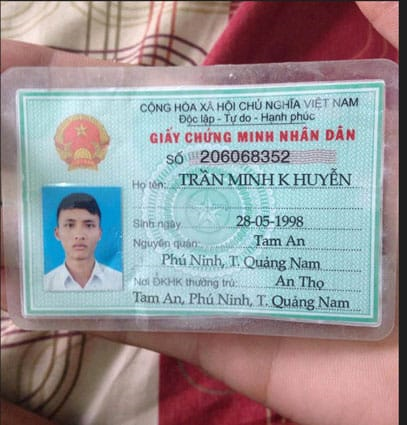 CỘNG HÒA XÃ HỘI CHỦ NGHĨA VIỆT NAM
Độc lập - Tự do - Hạnh phúc
GIẤY CHỨNG MINH NHÂN DÂN
SỐ 206068352
Họ tên: TRẦN MINH K HUYỄN
Sinh ngày 28-05-1998
Nguyên quán: Tam An
Phú Ninh, T. Quảng Nam
Nơi ĐKHK thường trú: An Thọ
Tam An, Phú Ninh, T. Quảng Nam